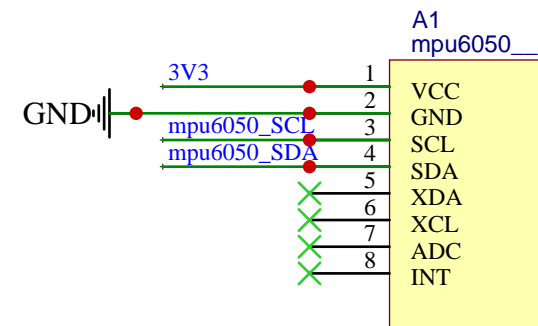 A1
mpu6050__
3V3 1 VCC
GND 2 GND
mpu6050_SCL 3 SCL
mpu6050_SDA 4 SDA
5 XDA
6 XCL
7 ADC
8 INT